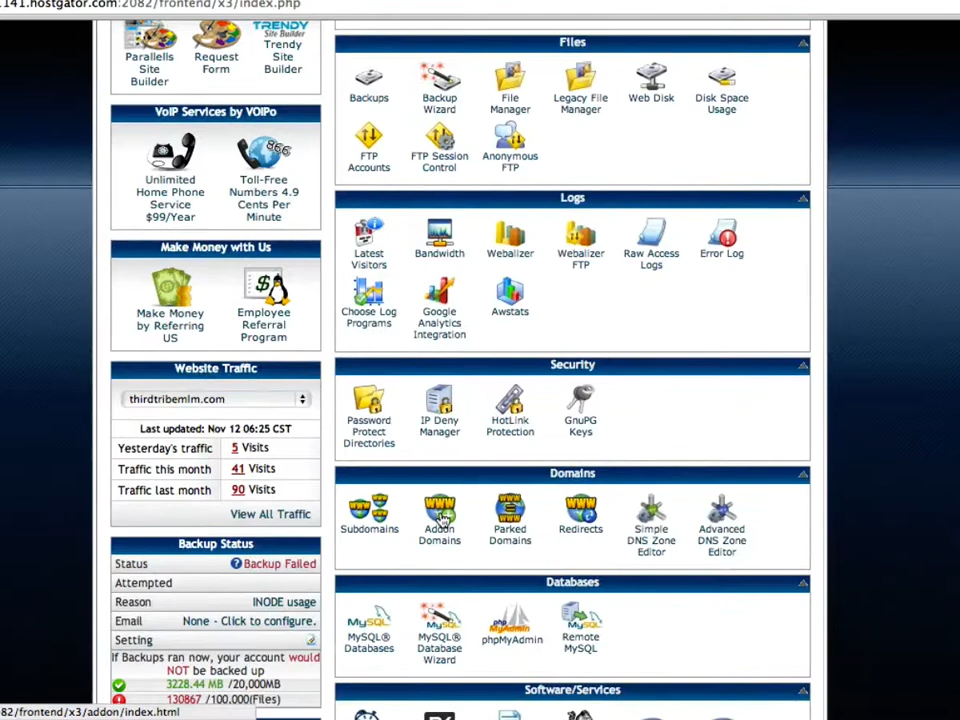 1141.hostgator.com:2082/frontend/x3/index.php
Parallels
Site
Builder
Request
Form
TRENDY
Site Builder
Trendy
Site
Builder
VoIP Services by VOIPo
Unlimited
Home Phone
Service
$99/Year
866
Toll-Free
Numbers 4.9
Cents Per
Minute
Make Money with Us
Make Money
by Referring
US
Employee
Referral
Program
Website Traffic
thirdtribemlm.com
Last updated: Nov 12 06:25 CST
Yesterday's traffic 5 Visits
Traffic this month 41 Visits
Traffic last month 90 Visits
View All Traffic
Backup Status
Status Backup Failed
Attempted
Reason INODE usage
Email None - Click to configure.
Setting
If Backups ran now, your account would
NOT be backed up
3228.44 MB /20,000MB
130867 /100,000(Files)
82/frontend/x3/addon/index.html
Files
Backups
Backup
Wizard
File
Manager
Legacy File
Manager
Web Disk
Disk Space
Usage
FTP
Accounts
FTP Session
Control
Anonymous
FTP
Logs
Latest
Visitors
Bandwidth
Webalizer
Webalizer
FTP
Raw Access
Logs
Error Log
Choose Log
Programs
Google
Analytics
Integration
Awstats
Security
Password
Protect
Directories
IP Deny
Manager
HotLink
Protection
GnuPG
Keys
Domains
Subdomains
Addon
Domains
Parked
Domains
Redirects
Simple
DNS Zone
Editor
Advanced
DNS Zone
Editor
Databases
MySQL®
Databases
MySQL®
Database
Wizard
phpMyAdmin
Remote
MySQL
Software/Services